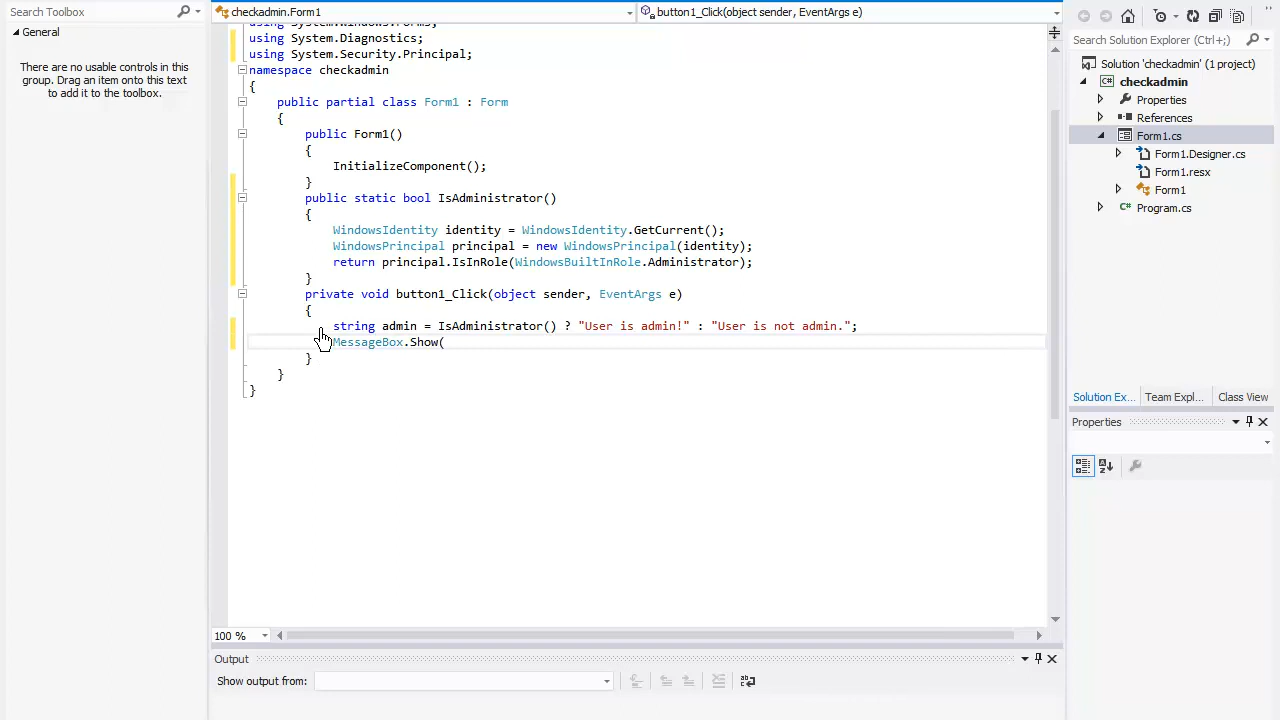 Search Toolbox
General
There are no usable controls in this
group. Drag an item onto this text
to add it to the toolbox.
checkadmin.Form1
button1_Click(object sender, EventArgs e)
using System.Windows.Forms;
using System.Diagnostics;
using System.Security.Principal;
namespace checkadmin
{
public partial class Form1 : Form
{
public Form1()
{
InitializeComponent();
}
public static bool IsAdministrator()
{
WindowsIdentity identity = WindowsIdentity.GetCurrent();
WindowsPrincipal principal = new WindowsPrincipal(identity);
return principal.IsInRole(WindowsBuiltInRole.Administrator);
}
private void button1_Click(object sender, EventArgs e)
{
string admin = IsAdministrator() ? "User is admin!" : "User is not admin.";
MessageBox.Show(
}
}
}
100 %
Output
Show output from:
Search Solution Explorer (Ctrl+;)
Solution 'checkadmin' (1 project)
checkadmin
Properties
References
Form1.cs
Form1.Designer.cs
Form1.resx
Form1
Program.cs
Solution Ex... Team Expl... Class View
Properties